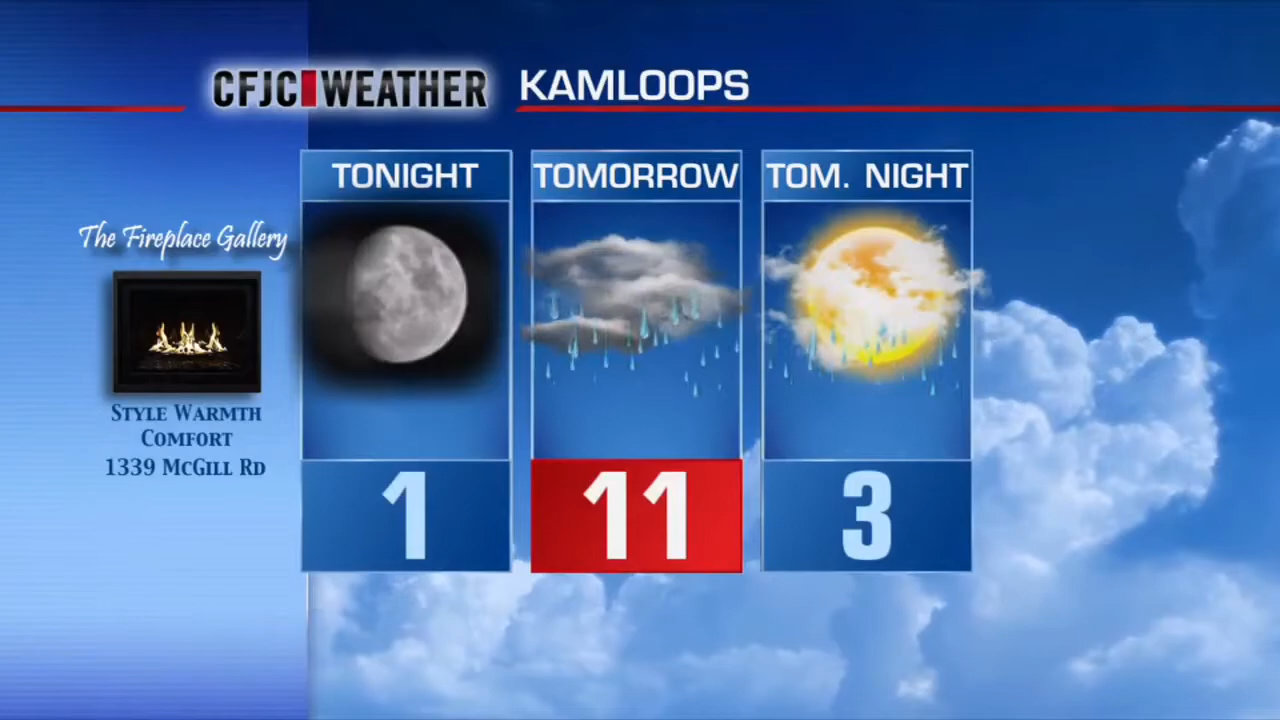 CFJC WEATHER KAMLOOPS
TONIGHT TOMORROW TOM. NIGHT
The Fireplace Gallery
STYLE WARMTH
COMFORT
1339 MCGILL RD
1 11 3